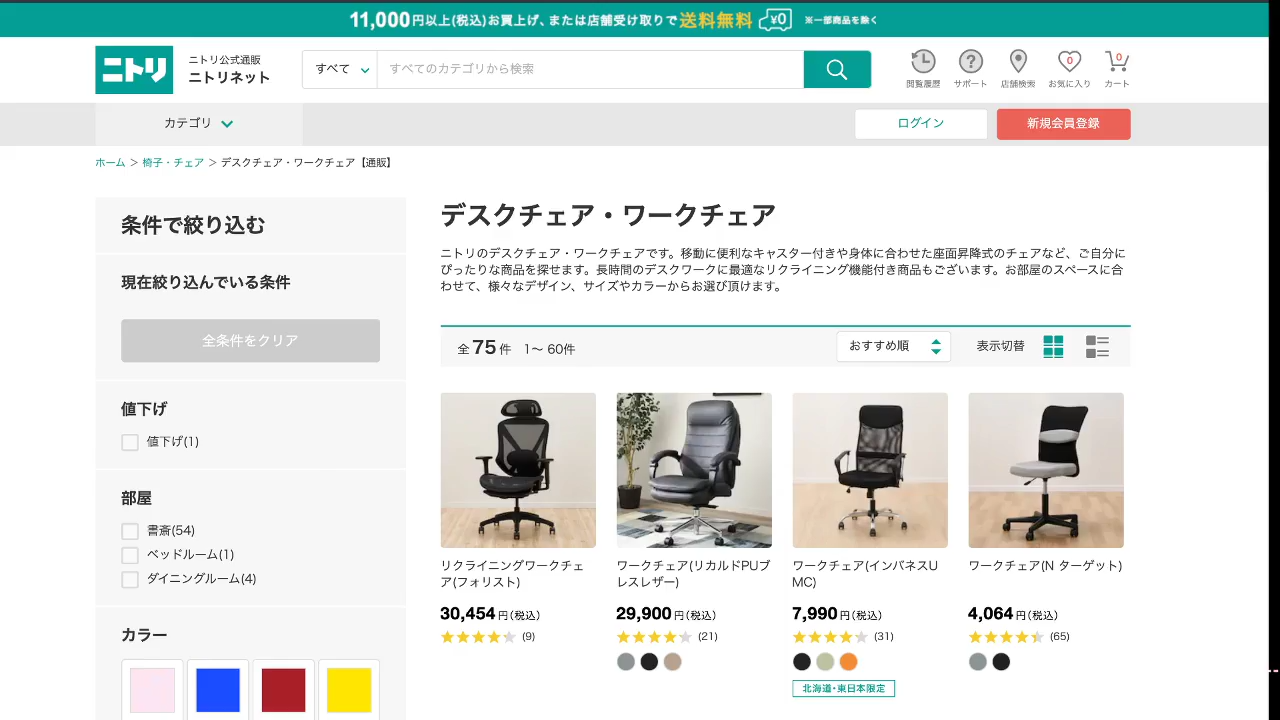 11,000円以上(税込)お買上げ、または店舗受け取りで送料無料 ¥0 ※一部商品を除く
ニトリ
ニトリ公式通販
ニトリネット
すべて
すべてのカテゴリから検索
閲覧履歴
サポート
店舗検索
0
お気に入り
0
カート
カテゴリ
ログイン
新規会員登録
ホーム > 椅子・チェア > デスクチェア・ワークチェア【通販】
条件で絞り込む
現在絞り込んでいる条件
全条件をクリア
値下げ
値下げ(1)
部屋
書斎(54)
ベッドルーム(1)
ダイニングルーム(4)
カラー
デスクチェア・ワークチェア
ニトリのデスクチェア・ワークチェアです。移動に便利なキャスター付きや身体に合わせた座面昇降式のチェアなど、ご自分に
ぴったりな商品を探せます。長時間のデスクワークに最適なリクライニング機能付き商品もございます。お部屋のスペースに合
わせて、様々なデザイン、サイズやカラーからお選び頂けます。
全 75 件 1〜 60件
おすすめ順
表示切替
リクライニングワークチェ
ア(フォリスト)
30,454円(税込)
(9)
ワークチェア(リカルドPUブ
レスレザー)
29,900円(税込)
(21)
ワークチェア(インパネスU
MC)
7,990円(税込)
(31)
北海道・東日本限定
ワークチェア(N ターゲット)
4,064円(税込)
(65)